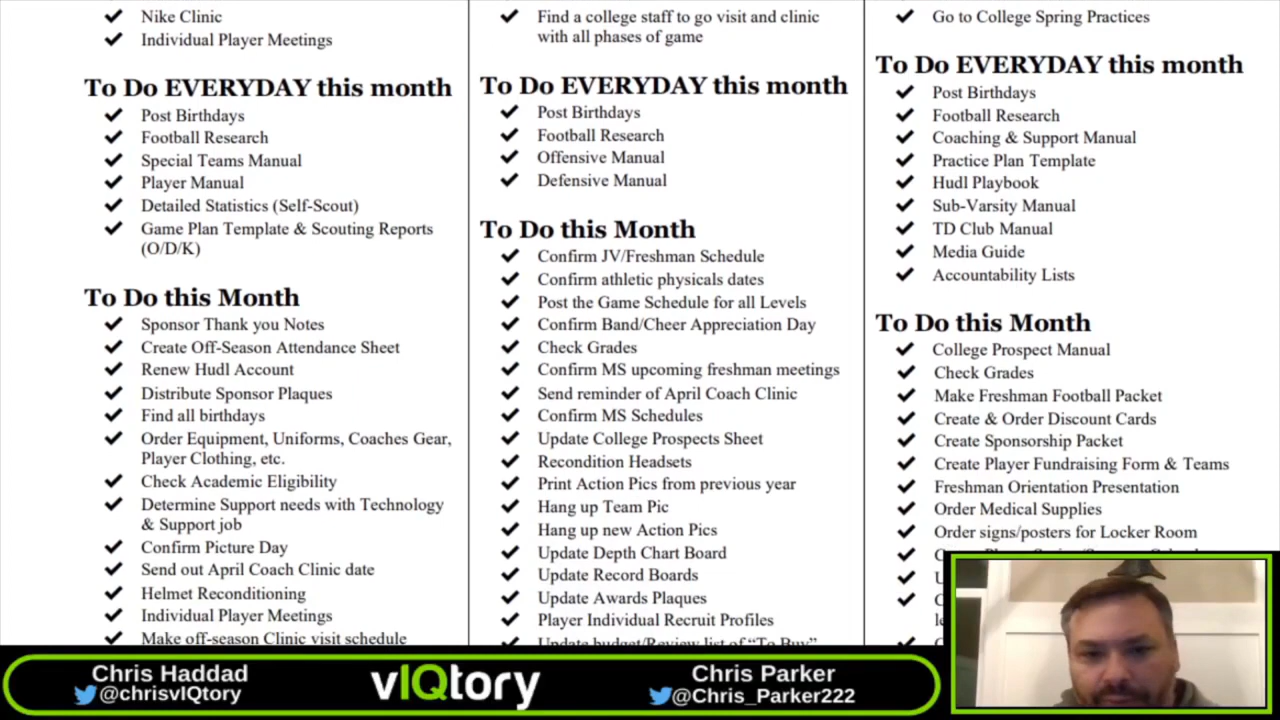 Nike Clinic
Individual Player Meetings
To Do EVERYDAY this month
Post Birthdays
Football Research
Special Teams Manual
Player Manual
Detailed Statistics (Self-Scout)
Game Plan Template & Scouting Reports
(O/D/K)
To Do this Month
Sponsor Thank you Notes
Create Off-Season Attendance Sheet
Renew Hudl Account
Distribute Sponsor Plaques
Find all birthdays
Order Equipment, Uniforms, Coaches Gear,
Player Clothing, etc.
Check Academic Eligibility
Determine Support needs with Technology
& Support job
Confirm Picture Day
Send out April Coach Clinic date
Helmet Reconditioning
Individual Player Meetings
Make off-season Clinic visit schedule
Find a college staff to go visit and clinic
with all phases of game
To Do EVERYDAY this month
Post Birthdays
Football Research
Offensive Manual
Defensive Manual
To Do this Month
Confirm JV/Freshman Schedule
Confirm athletic physicals dates
Post the Game Schedule for all Levels
Confirm Band/Cheer Appreciation Day
Check Grades
Confirm MS upcoming freshman meetings
Send reminder of April Coach Clinic
Confirm MS Schedules
Update College Prospects Sheet
Recondition Headsets
Print Action Pics from previous year
Hang up Team Pic
Hang up new Action Pics
Update Depth Chart Board
Update Record Boards
Update Awards Plaques
Player Individual Recruit Profiles
Update budget/Review list of “To Buy”
Go to College Spring Practices
To Do EVERYDAY this month
Post Birthdays
Football Research
Coaching & Support Manual
Practice Plan Template
Hudl Playbook
Sub-Varsity Manual
TD Club Manual
Media Guide
Accountability Lists
To Do this Month
College Prospect Manual
Check Grades
Make Freshman Football Packet
Create & Order Discount Cards
Create Sponsorship Packet
Create Player Fundraising Form & Teams
Freshman Orientation Presentation
Order Medical Supplies
Order signs/posters for Locker Room
Chris Haddad
@chrisvIQtory
vIQtory
Chris Parker
@Chris_Parker222